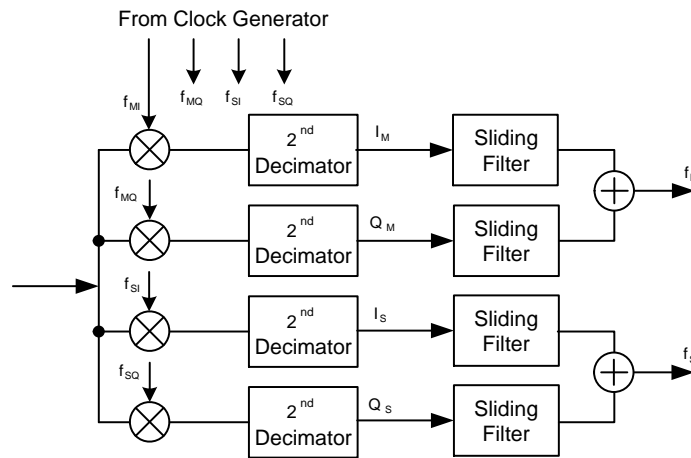 From Clock Generator
f_MI
f_MQ
f_SI
f_SQ
2^nd
Decimator
I_M
Sliding
Filter
f_MQ
2^nd
Decimator
Q_M
Sliding
Filter
f_SI
2^nd
Decimator
I_S
Sliding
Filter
f_SQ
2^nd
Decimator
Q_S
Sliding
Filter